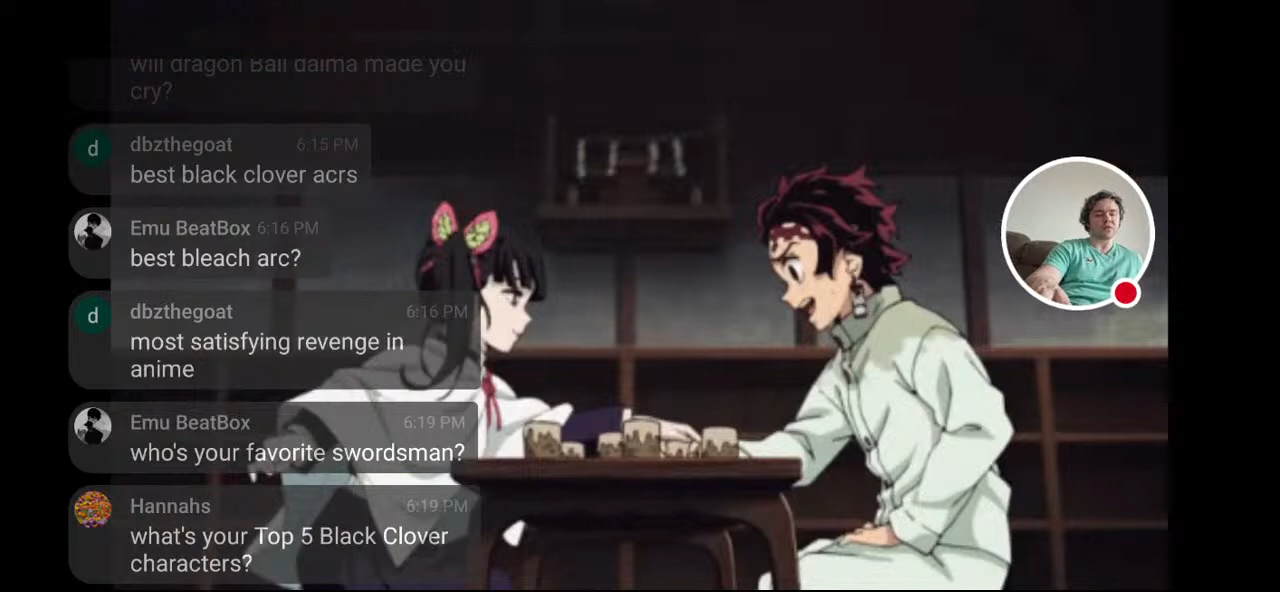 will dragon Ball daima made you
cry?
d
dbzthegoat 6:15 PM
best black clover acrs
Emu BeatBox 6:16 PM
best bleach arc?
d
dbzthegoat 6:16 PM
most satisfying revenge in
anime
Emu BeatBox 6:19 PM
who's your favorite swordsman?
Hannahs 6:19 PM
what's your Top 5 Black Clover
characters?